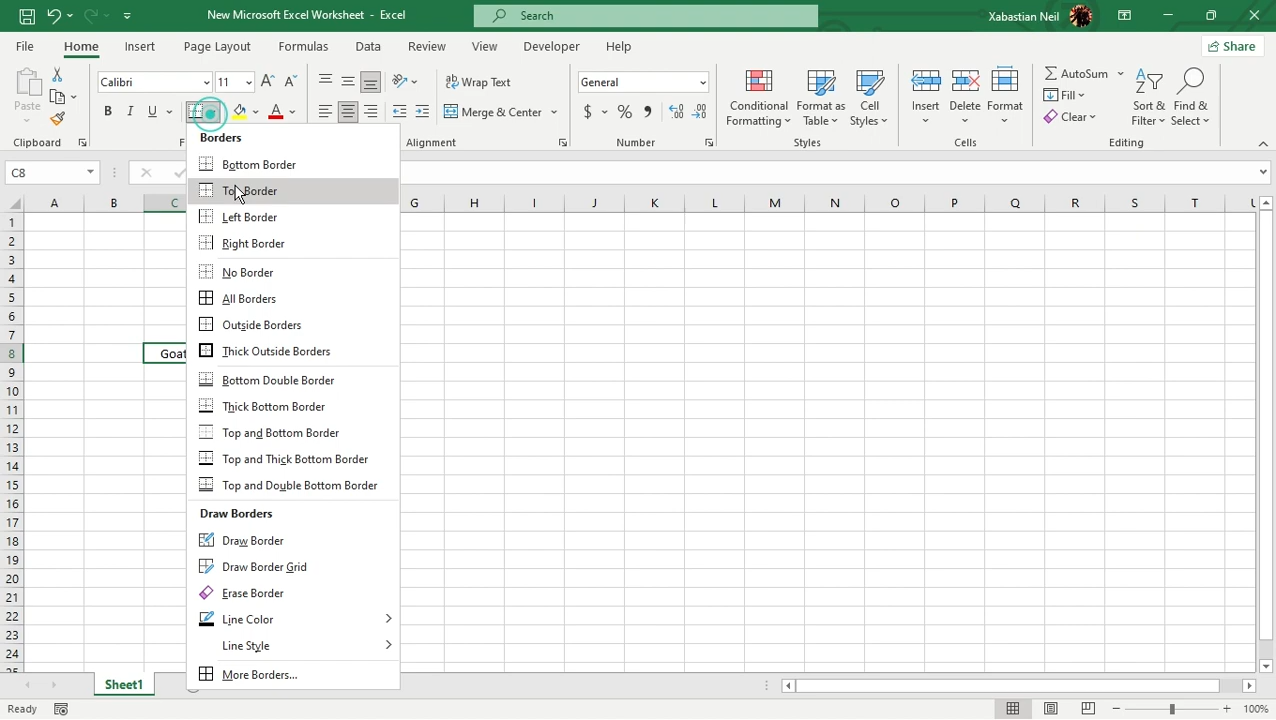 New Microsoft Excel Worksheet - Excel
Search
Xabastian Neil
File Home Insert Page Layout Formulas Data Review View Developer Help
Share
Calibri 11
Wrap Text
General
Paste
B I U A
Merge & Center
$ % ,
Conditional Formatting
Format as Table
Cell Styles
Insert
Delete
Format
AutoSum
Fill
Clear
Sort & Filter
Find & Select
Clipboard F Alignment Number Styles Cells Editing
C8
A B C G H I J K L M N O P Q R S T U
1
2
3
4
5
6
7
8 Goat
9
10
11
12
13
14
15
16
17
18
19
20
21
22
23
24
25
Borders
Bottom Border
Top Border
Left Border
Right Border
No Border
All Borders
Outside Borders
Thick Outside Borders
Bottom Double Border
Thick Bottom Border
Top and Bottom Border
Top and Thick Bottom Border
Top and Double Bottom Border
Draw Borders
Draw Border
Draw Border Grid
Erase Border
Line Color
Line Style
More Borders...
Sheet1
Ready
100%